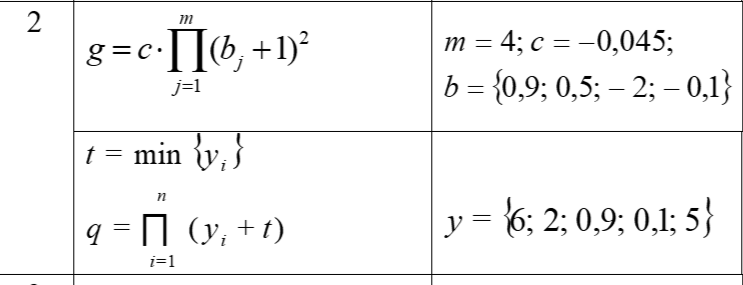 2
g = c · ∏_{j=1}^{m} (b_j + 1)²
m = 4; c = −0,045;
b = {0,9; 0,5; − 2; − 0,1}
t = min {y_i}
q = ∏_{i=1}^{n} (y_i + t)
y = {6; 2; 0,9; 0,1; 5}